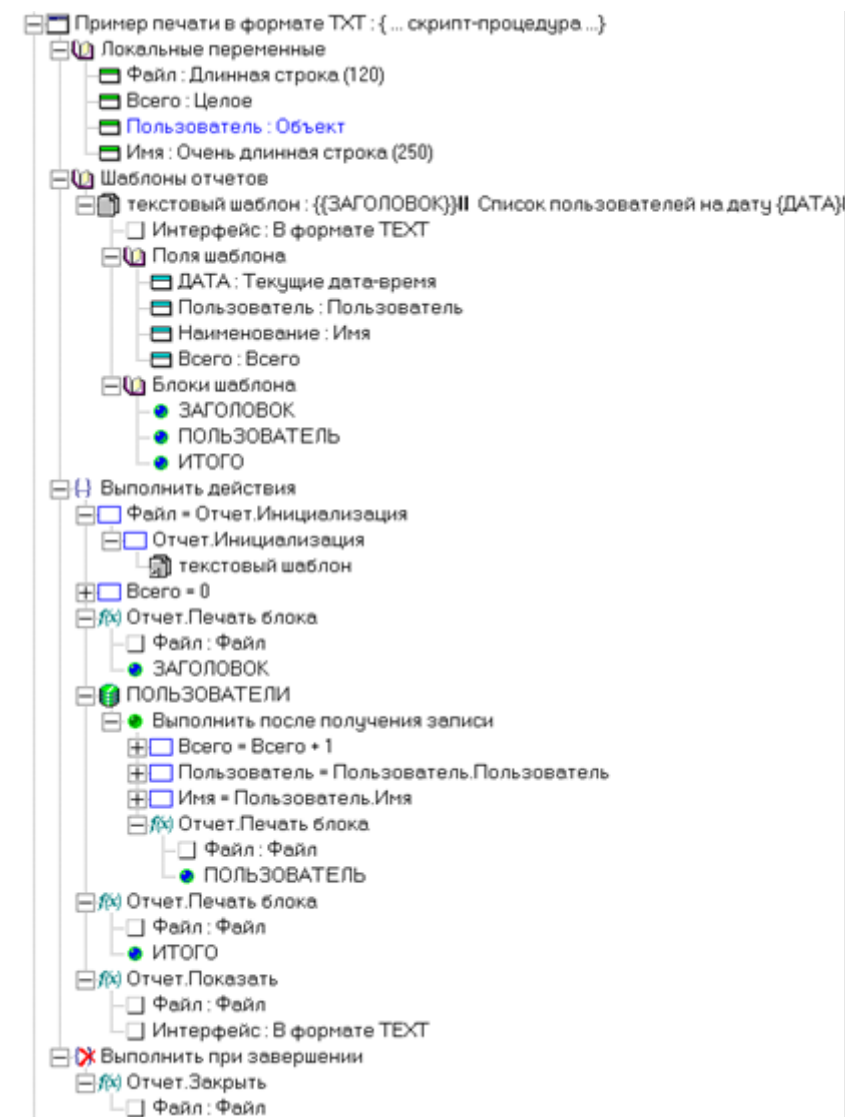 Пример печати в формате TXT : { ... скрипт-процедура ...}
Локальные переменные
Файл : Длинная строка (120)
Всего : Целое
Пользователь : Объект
Имя : Очень длинная строка (250)
Шаблоны отчетов
текстовый шаблон : {{ЗАГОЛОВОК}}II Список пользователей на дату {ДАТА}I
Интерфейс : В формате TEXT
Поля шаблона
ДАТА : Текущие дата-время
Пользователь : Пользователь
Наименование : Имя
Всего : Всего
Блоки шаблона
ЗАГОЛОВОК
ПОЛЬЗОВАТЕЛЬ
ИТОГО
Выполнить действия
Файл = Отчет.Инициализация
Отчет.Инициализация
текстовый шаблон
Всего = 0
f(x) Отчет.Печать блока
Файл : Файл
ЗАГОЛОВОК
ПОЛЬЗОВАТЕЛИ
Выполнить после получения записи
Всего = Всего + 1
Пользователь = Пользователь.Пользователь
Имя = Пользователь.Имя
f(x) Отчет.Печать блока
Файл : Файл
ПОЛЬЗОВАТЕЛЬ
f(x) Отчет.Печать блока
Файл : Файл
ИТОГО
f(x) Отчет.Показать
Файл : Файл
Интерфейс : В формате TEXT
Выполнить при завершении
f(x) Отчет.Закрыть
Файл : Файл